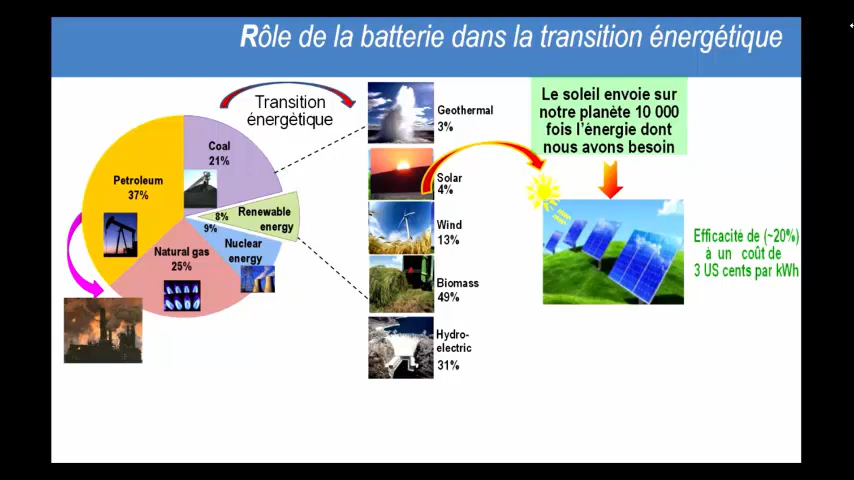 Rôle de la batterie dans la transition énergétique
Transition
énergètique
Coal
21%
Petroleum
37%
8%
Renewable
energy
9%
Nuclear
energy
Natural gas
25%
Geothermal
3%
Solar
4%
Wind
13%
Biomass
49%
Hydro-
electric
31%
Le soleil envoie sur
notre planète 10 000
fois l’énergie dont
nous avons besoin
Efficacité de (~20%)
à un coût de
3 US cents par kWh